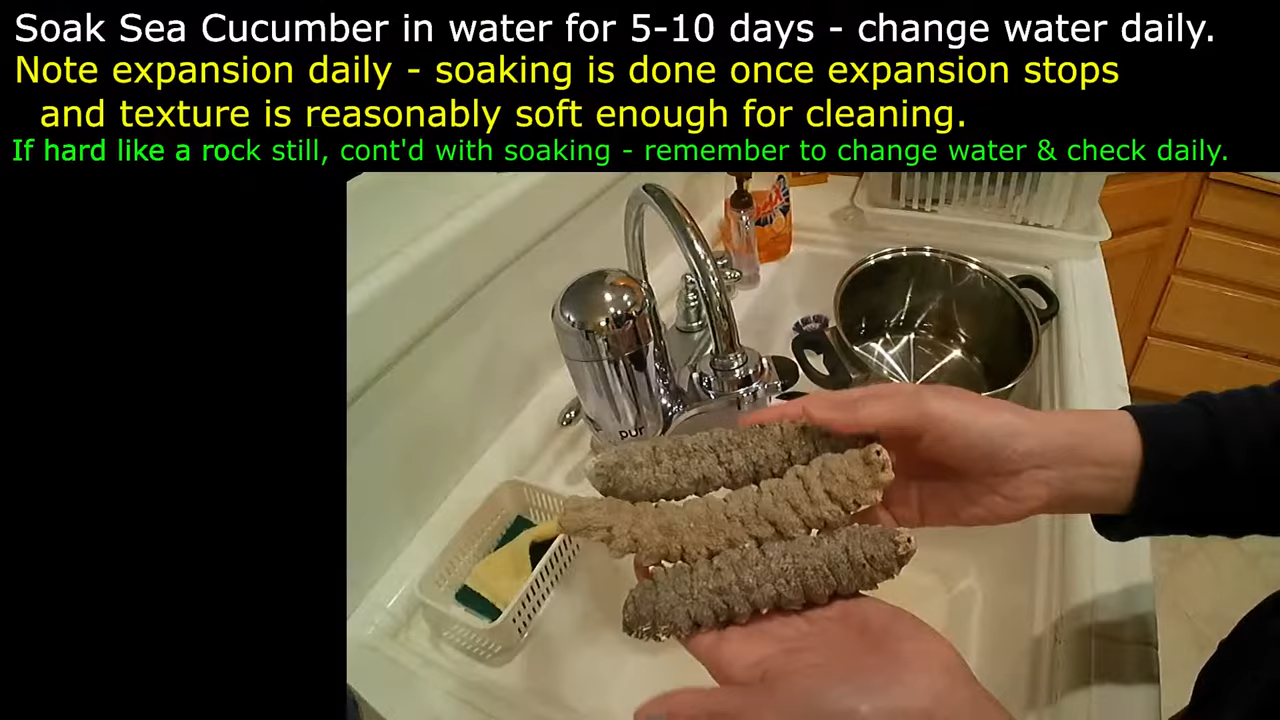 Soak Sea Cucumber in water for 5-10 days - change water daily.
Note expansion daily - soaking is done once expansion stops
and texture is reasonably soft enough for cleaning.
If hard like a rock still, cont'd with soaking - remember to change water & check daily.
pur